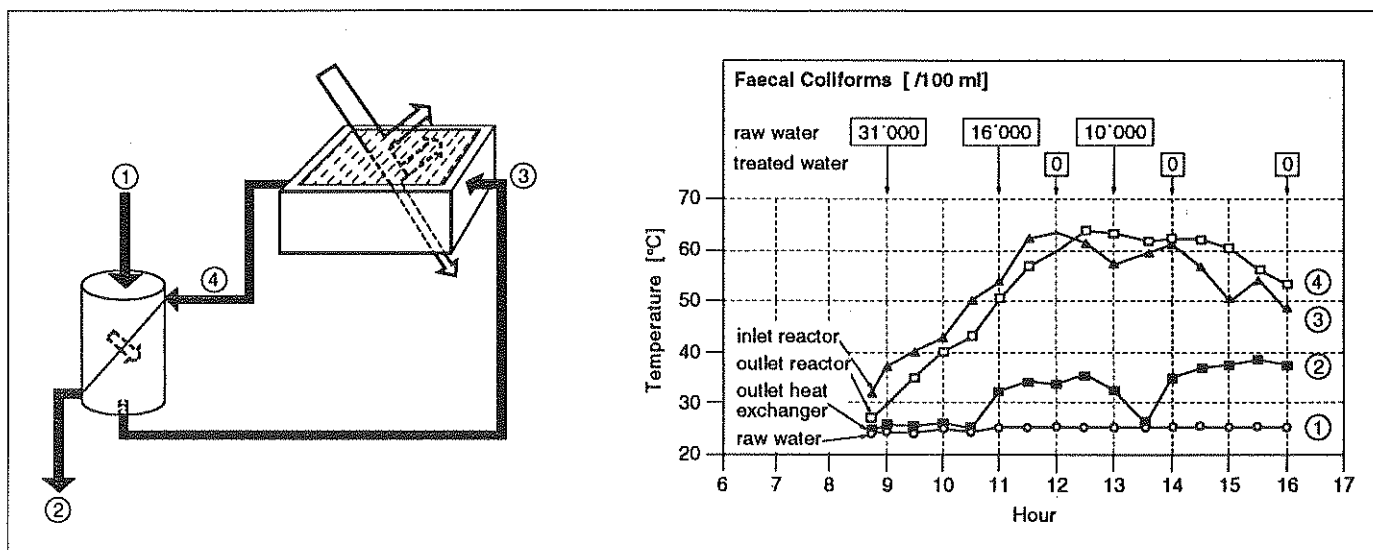 ①
②
③
④
Faecal Coliforms [ /100 ml]
raw water 31'000 16'000 10'000
treated water 0 0 0
Temperature [°C]
70
60
50
40
30
20
inlet reactor
outlet reactor
outlet heat
exchanger
raw water
④
③
②
①
6 7 8 9 10 11 12 13 14 15 16 17
Hour